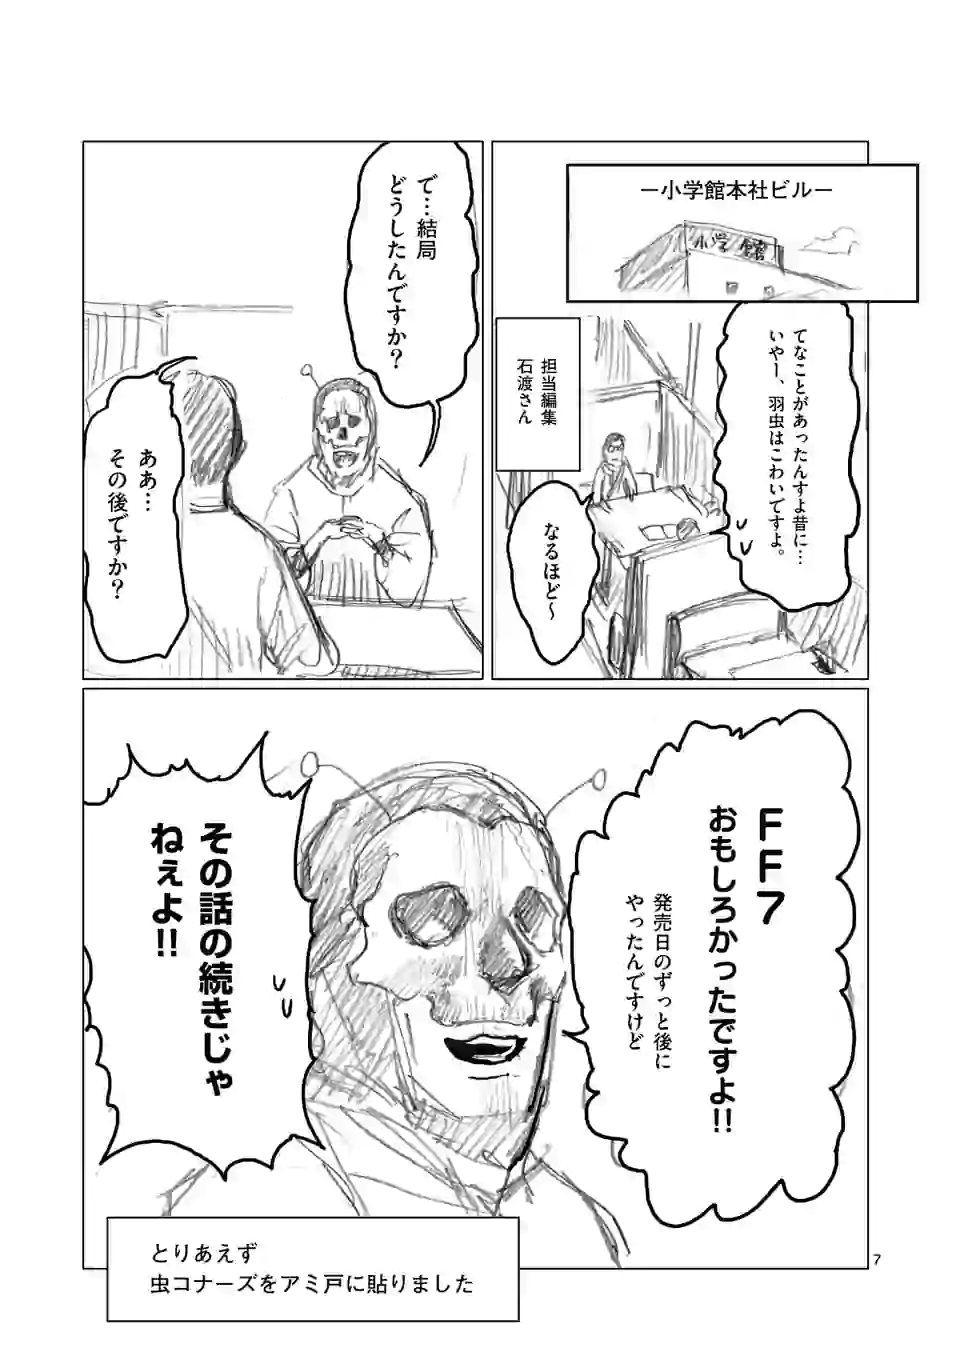 ー小学館本社ビルー
小学館
てなことがあったんすよ昔に…
いやー、羽虫はこわいですよ。
担当編集
石渡さん
なるほど〜
で…結局
どうしたんですか？
ああ…
その後ですか？
FF7
おもしろかったですよ!!
発売日のずっと後に
やったんですけど
その話の続きじゃ
ねぇよ!!
とりあえず
虫コナーズをアミ戸に貼りました
7